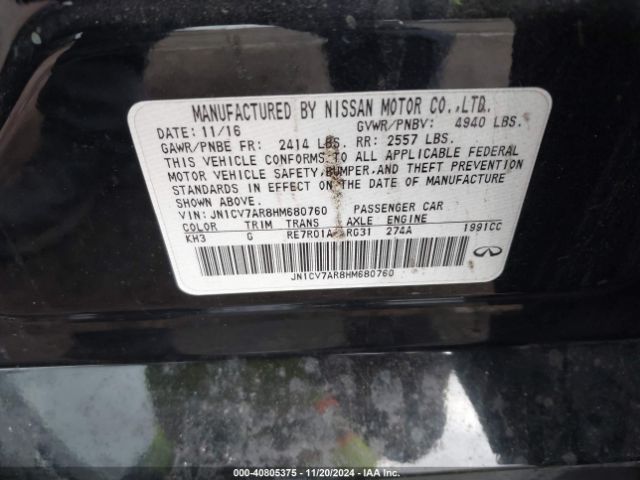 MANUFACTURED BY NISSAN MOTOR CO.,LTD.
DATE: 11/16 GVWR/PNBV: 4940 LBS.
GAWR/PNBE FR: 2414 LBS. RR: 2557 LBS.
THIS VEHICLE CONFORMS TO ALL APPLICABLE FEDERAL
MOTOR VEHICLE SAFETY,BUMPER,AND THEFT PREVENTION
STANDARDS IN EFFECT ON THE DATE OF MANUFACTURE
SHOWN ABOVE.
VIN: JN1CV7AR8HM680760 PASSENGER CAR
COLOR TRIM TRANS AXLE ENGINE
KH3 G RE7R01A RG31 274A 1991CC
JN1CV7AR8HM680760
000-40805375 - 11/20/2024 - IAA Inc.